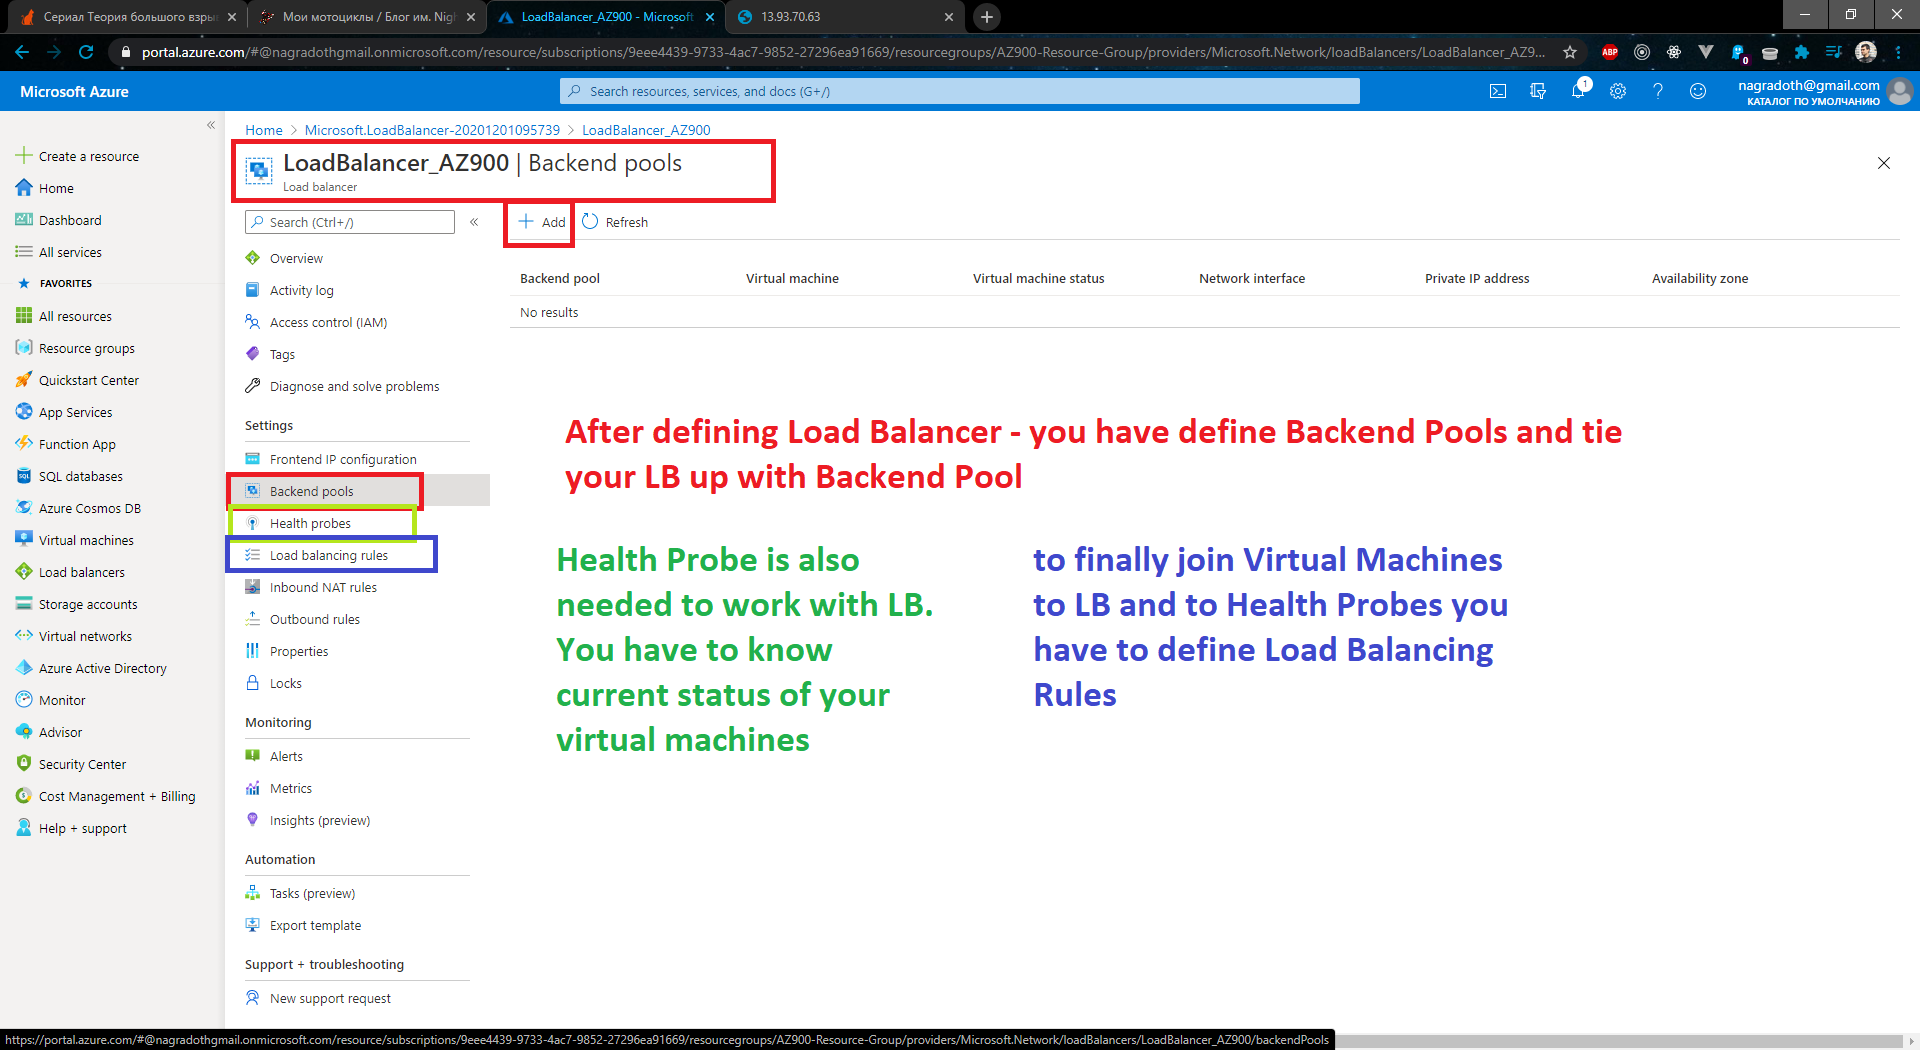 Сериал Теория большого взры
Мои мотоциклы / Блог им. Nigh
LoadBalancer_AZ900 - Microsoft
13.93.70.63
portal.azure.com/#@nagradothgmail.onmicrosoft.com/resource/subscriptions/9eee4439-9733-4ac7-9852-27296ea91669/resourcegroups/AZ900-Resource-Group/providers/Microsoft.Network/loadBalancers/LoadBalancer_AZ9...
ABP
0
Microsoft Azure
Search resources, services, and docs (G+/)
1
nagradoth@gmail.com
КАТАЛОГ ПО УМОЛЧАНИЮ
Create a resource
Home
Dashboard
All services
FAVORITES
All resources
Resource groups
Quickstart Center
App Services
Function App
SQL databases
Azure Cosmos DB
Virtual machines
Load balancers
Storage accounts
Virtual networks
Azure Active Directory
Monitor
Advisor
Security Center
Cost Management + Billing
Help + support
Home > Microsoft.LoadBalancer-20201201095739 > LoadBalancer_AZ900
LoadBalancer_AZ900 | Backend pools
Load balancer
Search (Ctrl+/)
Overview
Activity log
Access control (IAM)
Tags
Diagnose and solve problems
Settings
Frontend IP configuration
Backend pools
Health probes
Load balancing rules
Inbound NAT rules
Outbound rules
Properties
Locks
Monitoring
Alerts
Metrics
Insights (preview)
Automation
Tasks (preview)
Export template
Support + troubleshooting
New support request
Add
Refresh
Backend pool
Virtual machine
Virtual machine status
Network interface
Private IP address
Availability zone
No results
After defining Load Balancer - you have define Backend Pools and tie
your LB up with Backend Pool
Health Probe is also
needed to work with LB.
You have to know
current status of your
virtual machines
to finally join Virtual Machines
to LB and to Health Probes you
have to define Load Balancing
Rules
https://portal.azure.com/#@nagradothgmail.onmicrosoft.com/resource/subscriptions/9eee4439-9733-4ac7-9852-27296ea91669/resourcegroups/AZ900-Resource-Group/providers/Microsoft.Network/loadBalancers/LoadBalancer_AZ900/backendPools